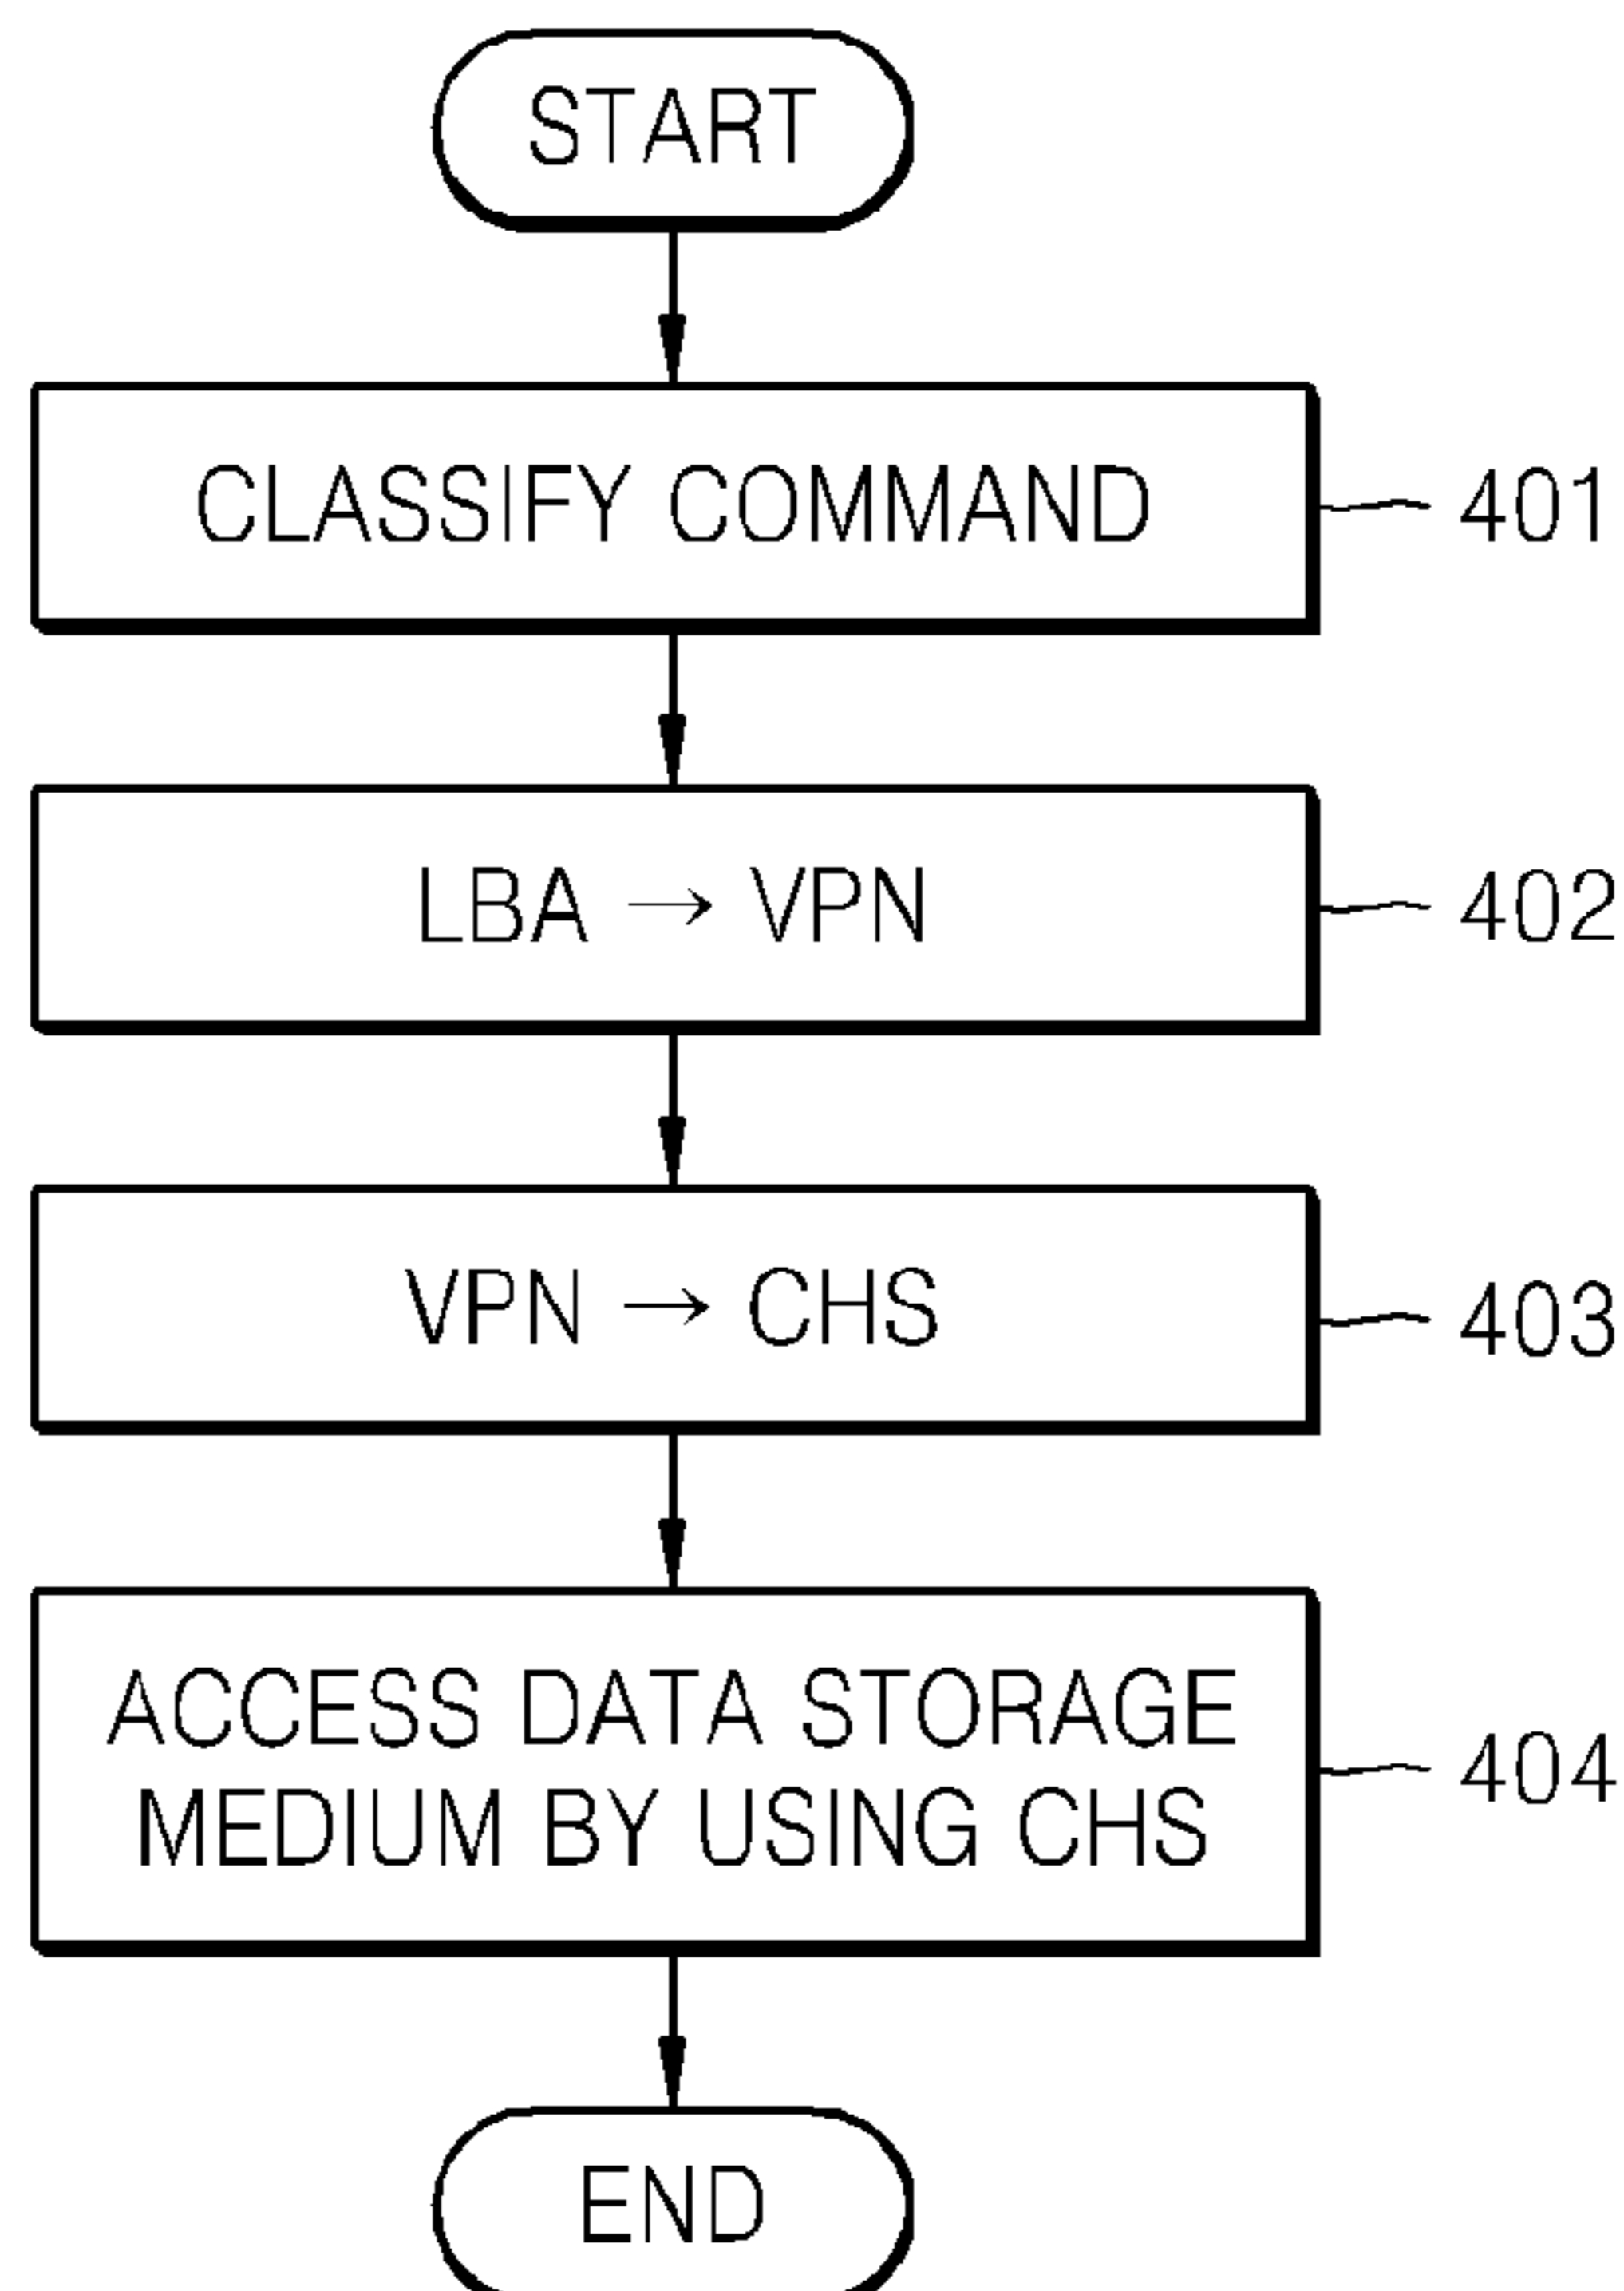 START
CLASSIFY COMMAND
401
LBA → VPN
402
VPN → CHS
403
ACCESS DATA STORAGE
MEDIUM BY USING CHS
404
END